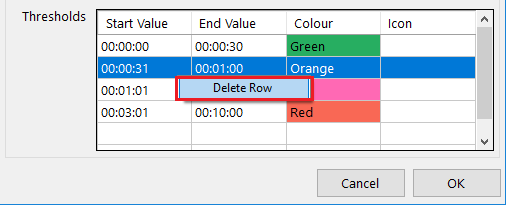 Thresholds
Start Value End Value Colour Icon
00:00:00 00:00:30 Green
00:00:31 00:01:00 Orange
00:01:01 Delete Row
00:03:01 00:10:00 Red
Cancel OK